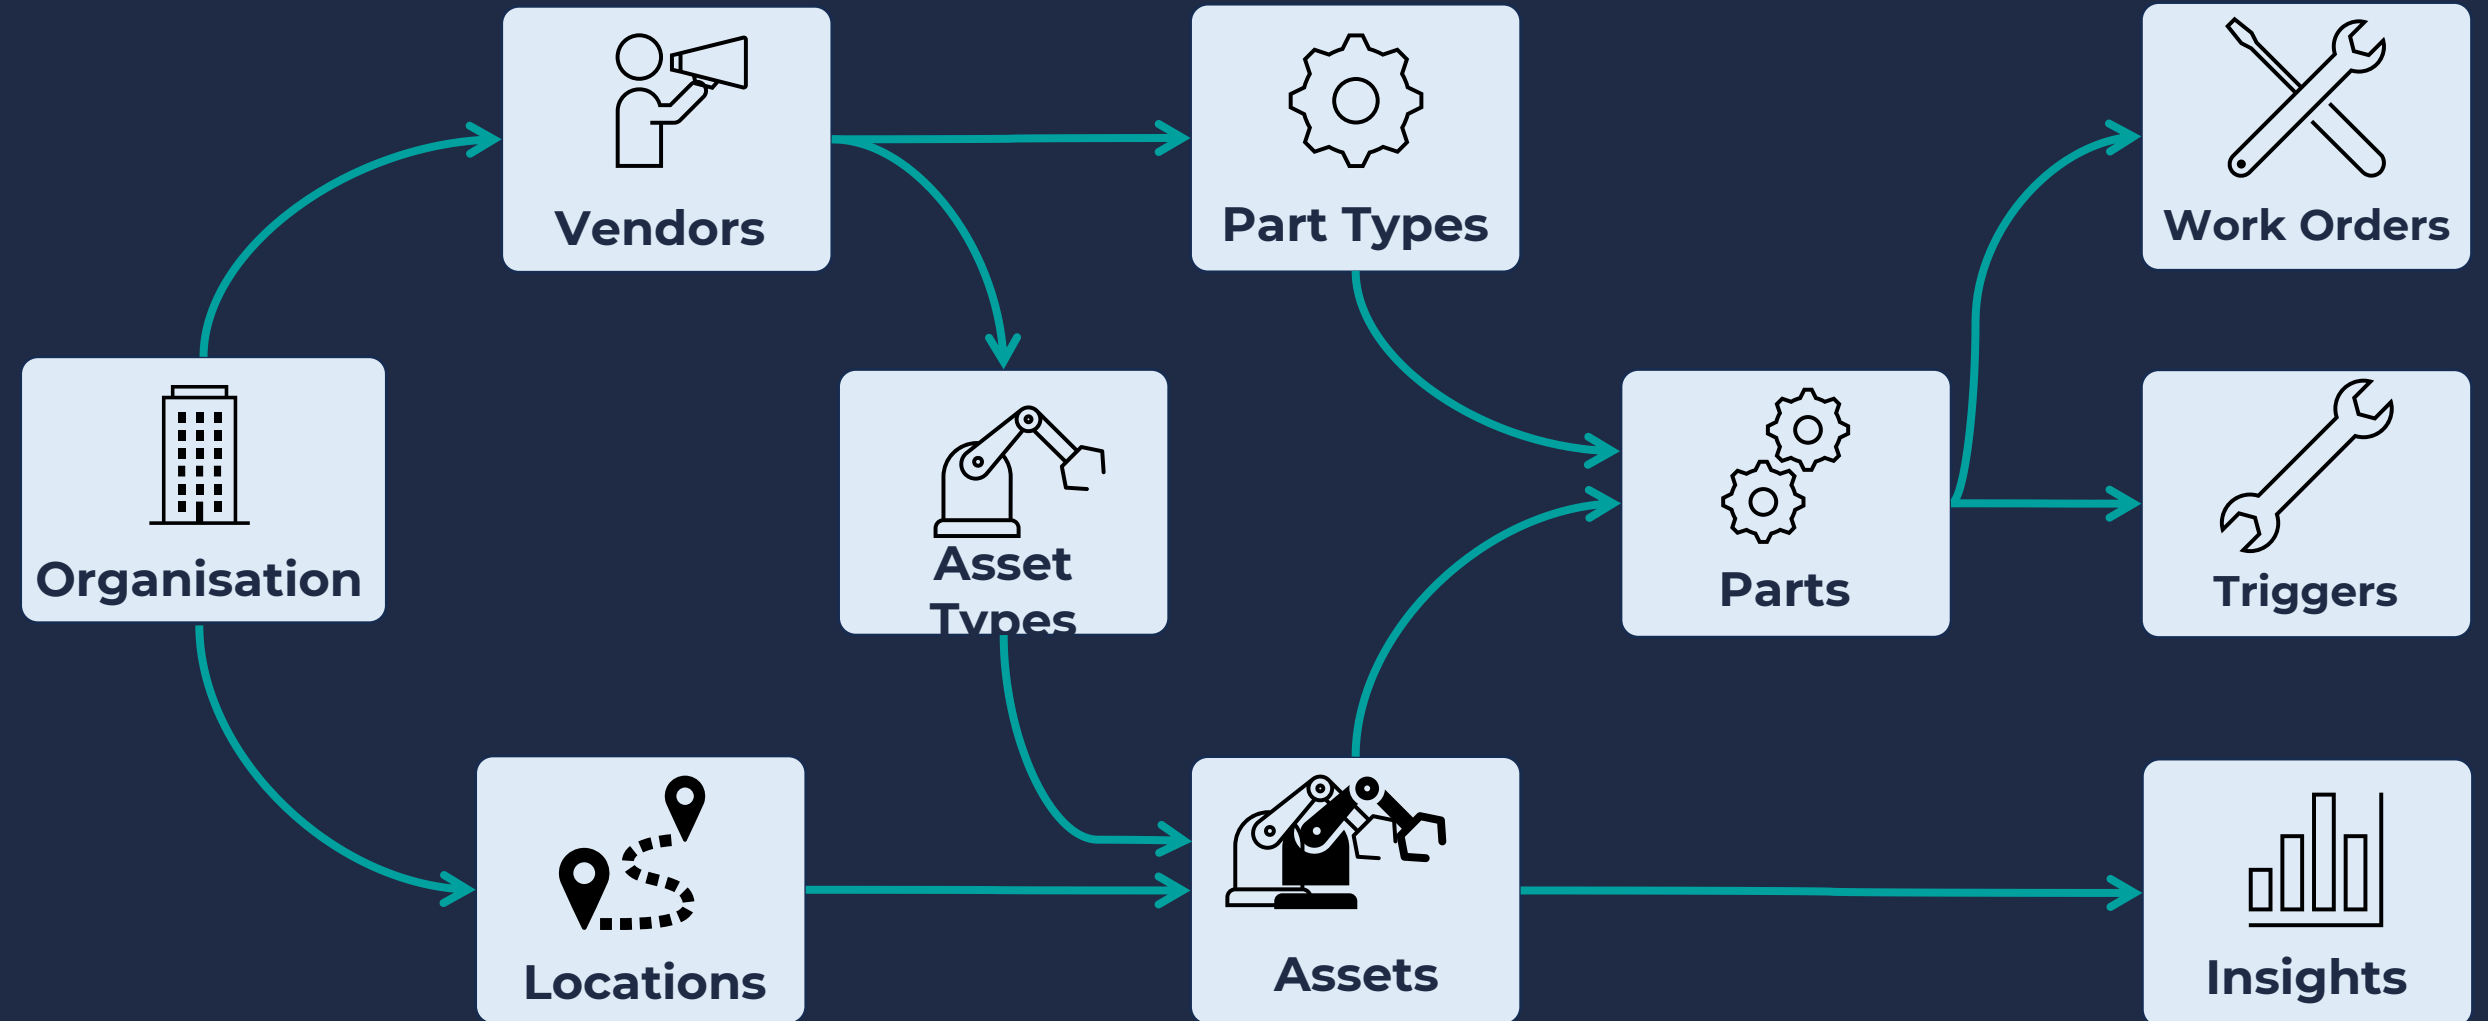 Vendors
Part Types
Work Orders
Organisation
Asset
Types
Parts
Triggers
Locations
Assets
Insights